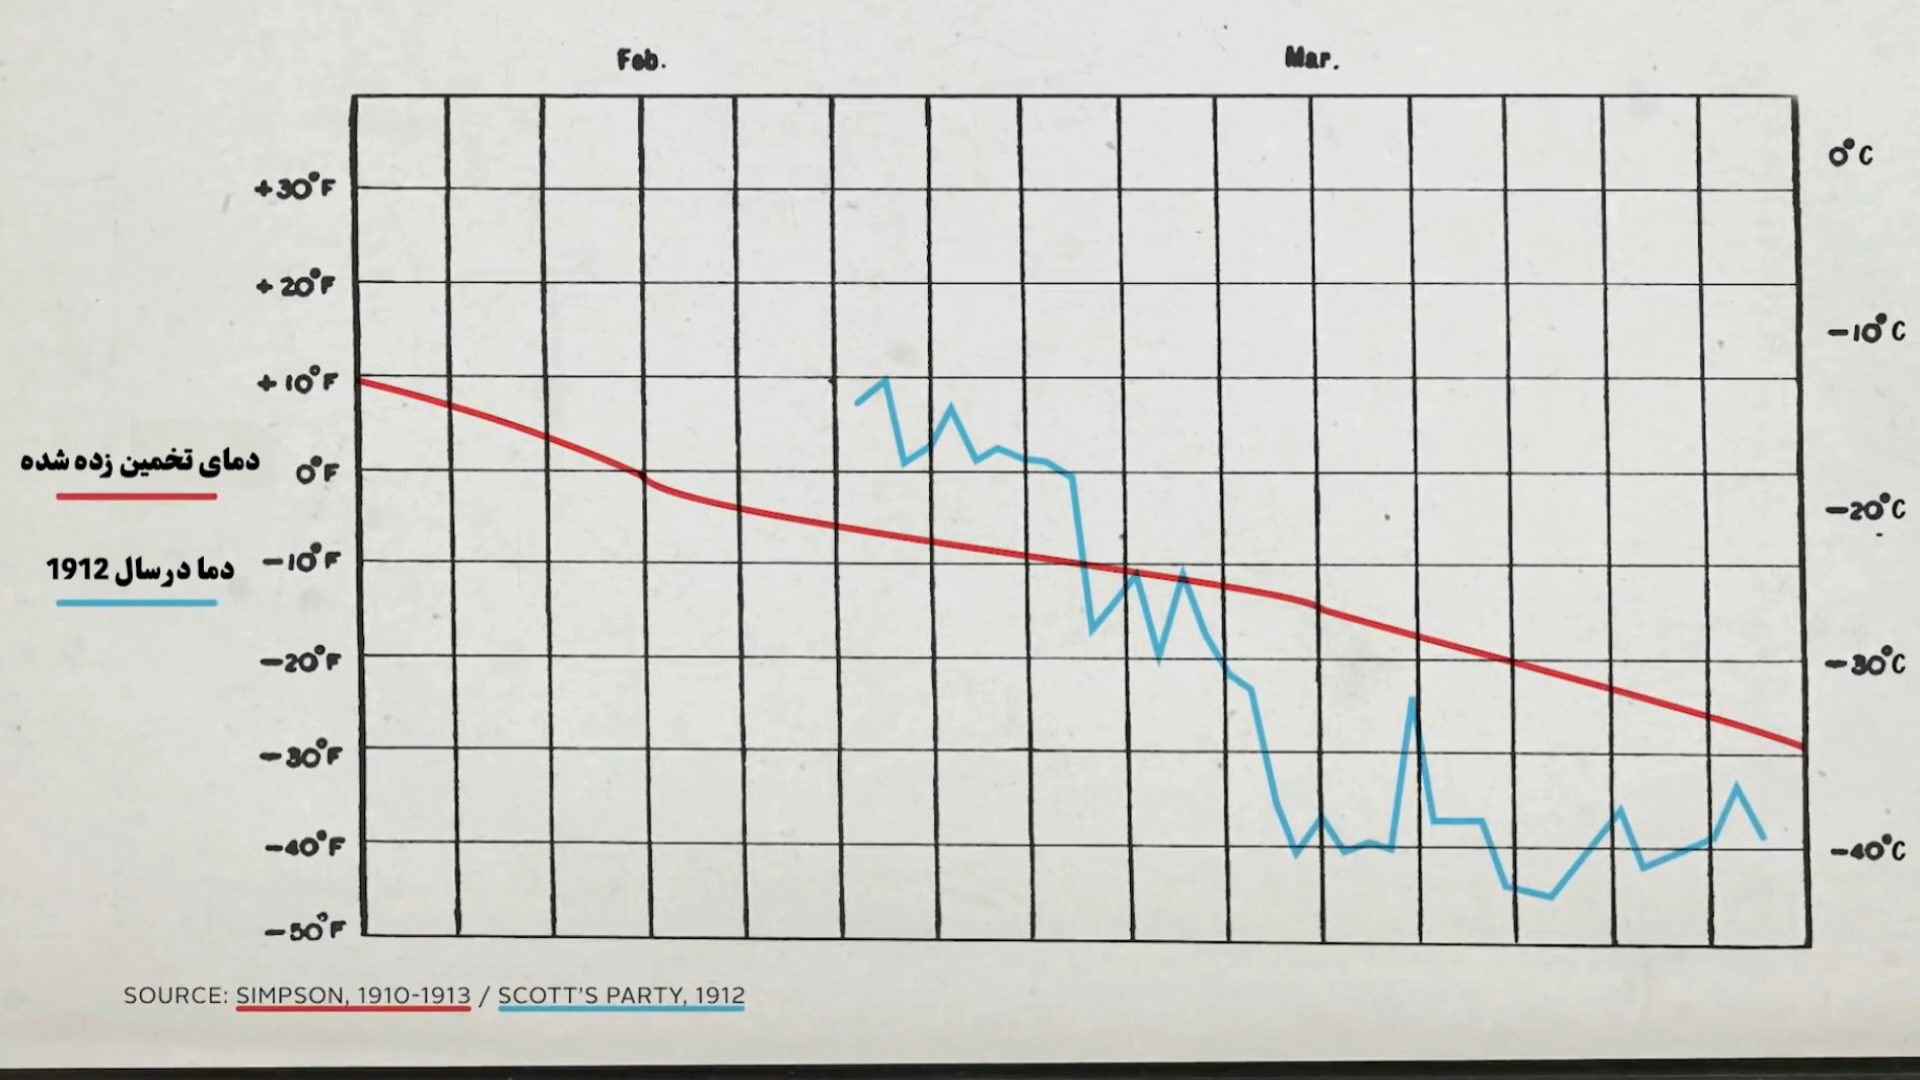 Feb.
Mar.
+30°F
+20°F
+10°F
0°F
-10°F
-20°F
-30°F
-40°F
-50°F
0°C
-10°C
-20°C
-30°C
-40°C
دمای تخمین زده شده
دما در سال 1912
SOURCE: SIMPSON, 1910-1913 / SCOTT'S PARTY, 1912